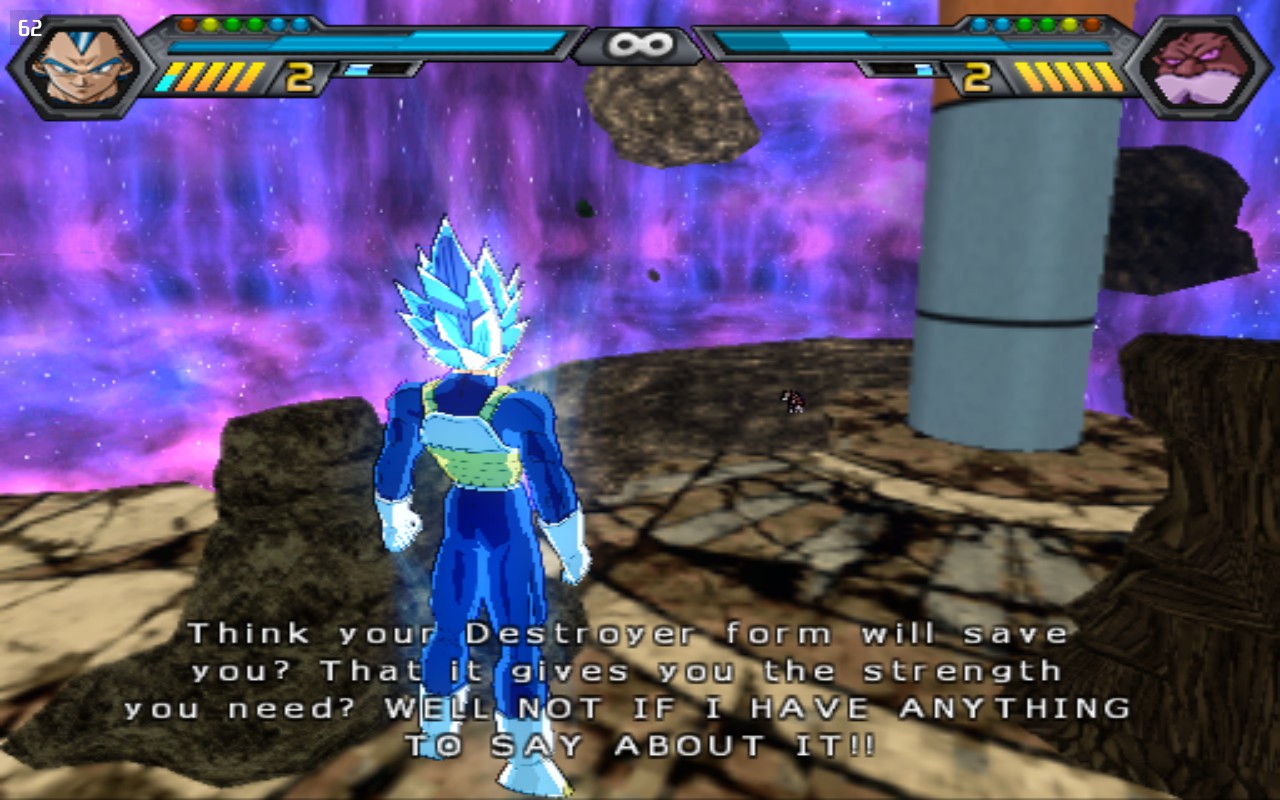 62
2
∞
2
Think your Destroyer form will save
you? That it gives you the strength
you need? WELL NOT IF I HAVE ANYTHING
TO SAY ABOUT IT!!